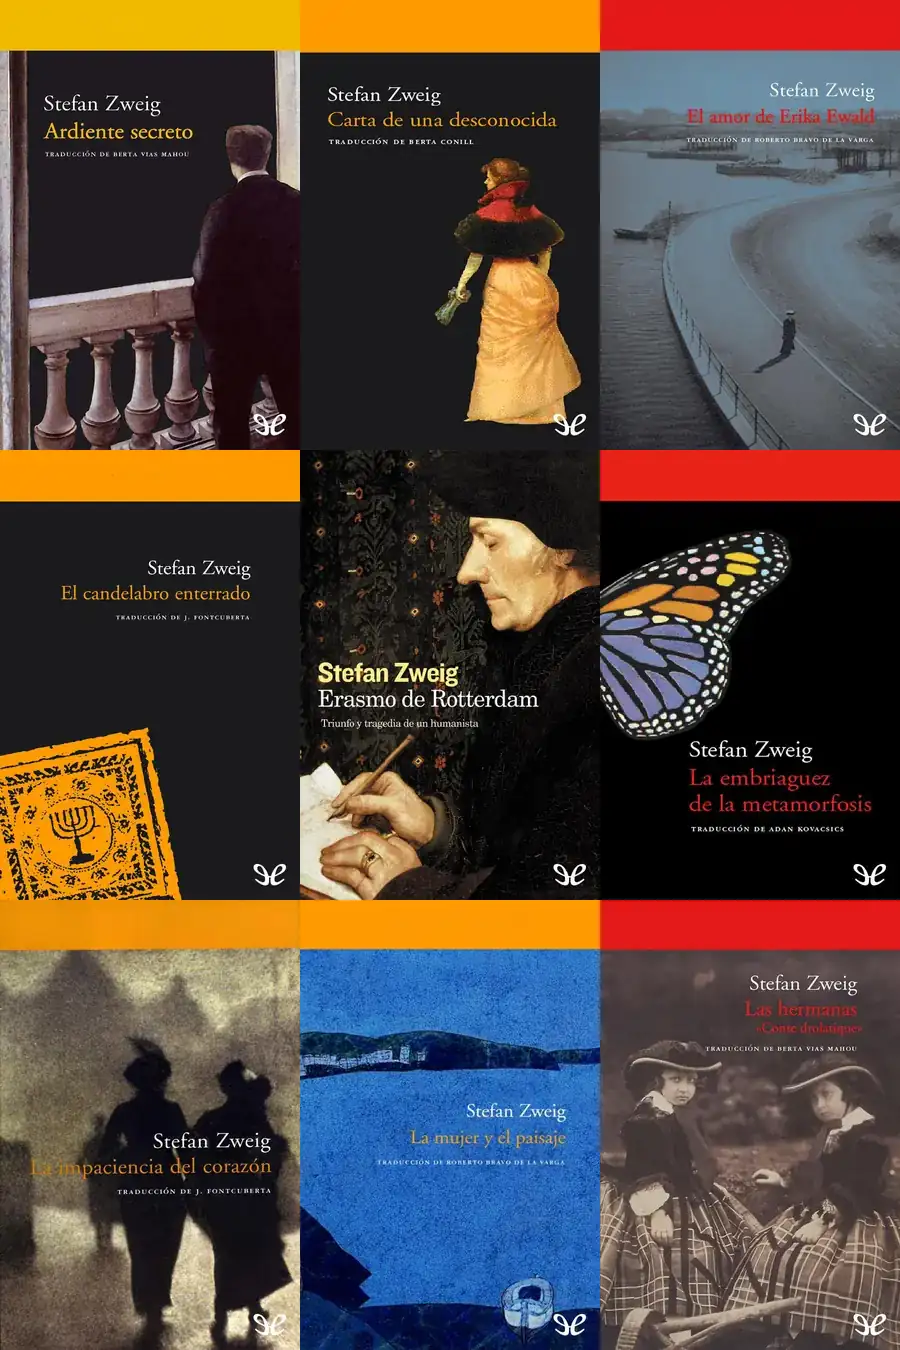 Stefan Zweig
Ardiente secreto
TRADUCCIÓN DE BERTA VIAS MAHOU
Stefan Zweig
Carta de una desconocida
TRADUCCIÓN DE BERTA CONILL
Stefan Zweig
El amor de Erika Ewald
TRADUCCIÓN DE ROBERTO BRAVO DE LA VARGA
Stefan Zweig
El candelabro enterrado
TRADUCCIÓN DE J. FONTCUBERTA
Stefan Zweig
Erasmo de Rotterdam
Triunfo y tragedia de un humanista
Stefan Zweig
La embriaguez
de la metamorfosis
TRADUCCIÓN DE ADAN KOVACSICS
Stefan Zweig
La impaciencia del corazón
TRADUCCIÓN DE J. FONTCUBERTA
Stefan Zweig
La mujer y el paisaje
TRADUCCIÓN DE ROBERTO BRAVO DE LA VARGA
Stefan Zweig
Las hermanas
«Conte drolatique»
TRADUCCIÓN DE BERTA VIAS MAHOU